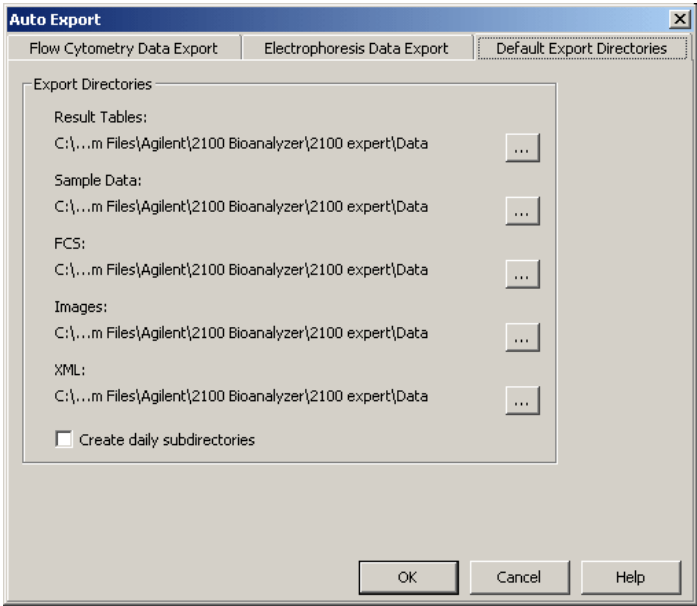 Auto Export
Flow Cytometry Data Export
Electrophoresis Data Export
Default Export Directories
Export Directories
Result Tables:
C:\...m Files\Agilent\2100 Bioanalyzer\2100 expert\Data
...
Sample Data:
C:\...m Files\Agilent\2100 Bioanalyzer\2100 expert\Data
...
FCS:
C:\...m Files\Agilent\2100 Bioanalyzer\2100 expert\Data
...
Images:
C:\...m Files\Agilent\2100 Bioanalyzer\2100 expert\Data
...
XML:
C:\...m Files\Agilent\2100 Bioanalyzer\2100 expert\Data
...
Create daily subdirectories
OK
Cancel
Help